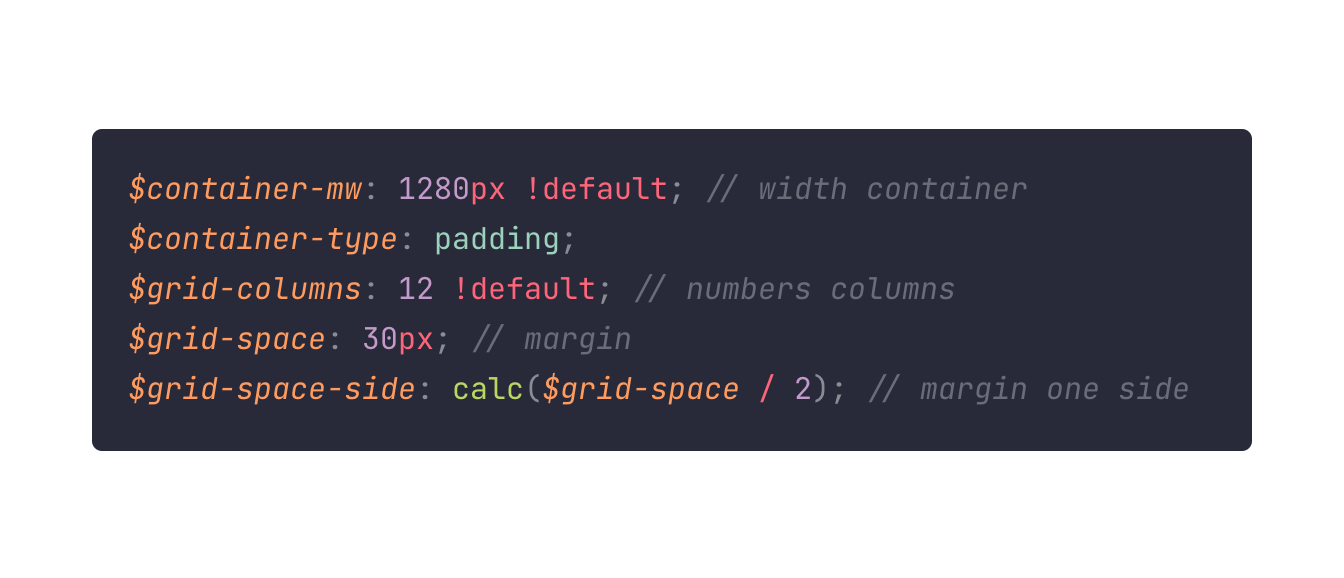 $container-mw: 1280px !default; // width container
$container-type: padding;
$grid-columns: 12 !default; // numbers columns
$grid-space: 30px; // margin
$grid-space-side: calc($grid-space / 2); // margin one side